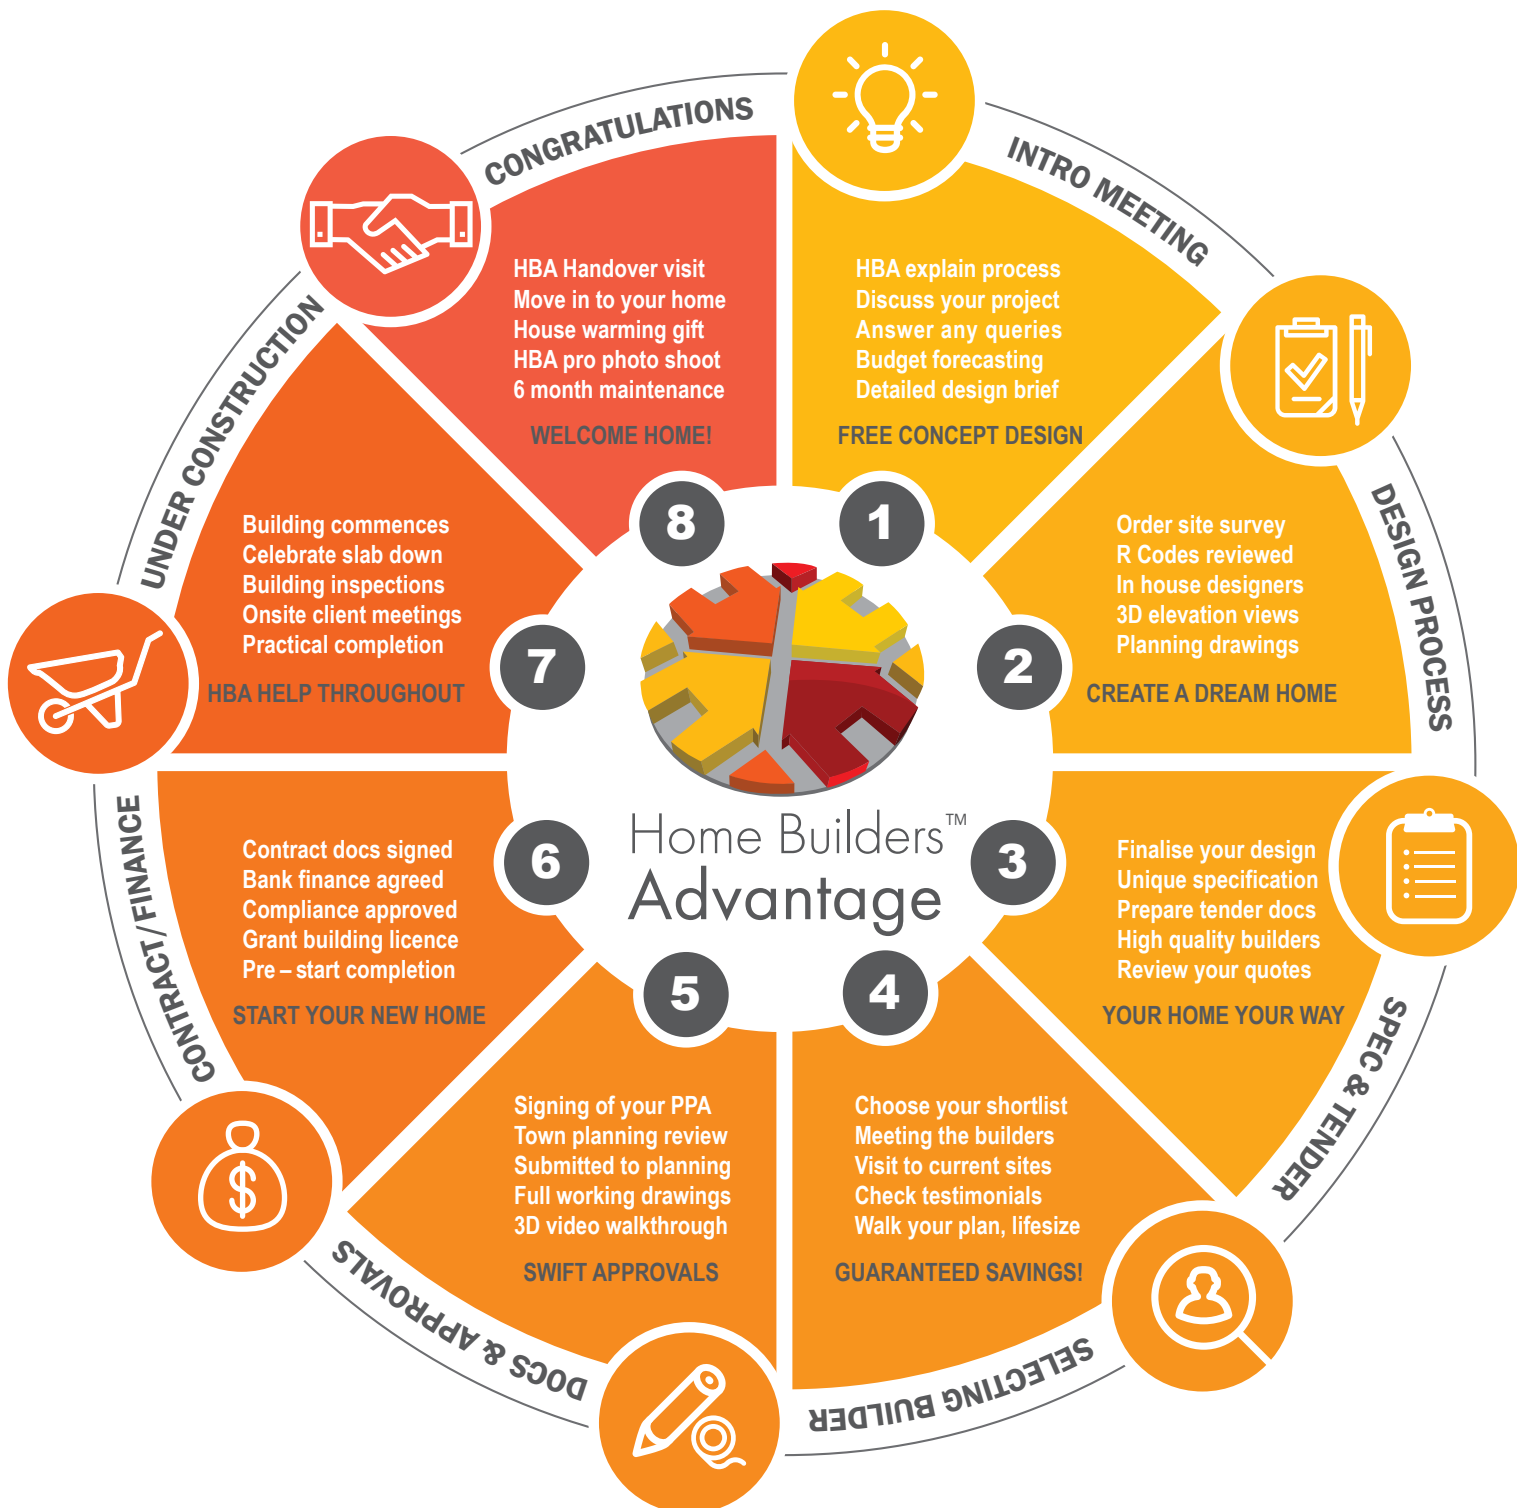 INTRO MEETING
HBA explain process
Discuss your project
Answer any queries
Budget forecasting
Detailed design brief
FREE CONCEPT DESIGN
1
DESIGN PROCESS
Order site survey
R Codes reviewed
In house designers
3D elevation views
Planning drawings
CREATE A DREAM HOME
2
SPEC & TENDER
Finalise your design
Unique specification
Prepare tender docs
High quality builders
Review your quotes
YOUR HOME YOUR WAY
3
SELECTING BUILDER
Choose your shortlist
Meeting the builders
Visit to current sites
Check testimonials
Walk your plan, lifesize
GUARANTEED SAVINGS!
4
DOCS & APPROVALS
Signing of your PPA
Town planning review
Submitted to planning
Full working drawings
3D video walkthrough
SWIFT APPROVALS
5
CONTRACT / FINANCE
Contract docs signed
Bank finance agreed
Compliance approved
Grant building licence
Pre – start completion
START YOUR NEW HOME
6
$
UNDER CONSTRUCTION
Building commences
Celebrate slab down
Building inspections
Onsite client meetings
Practical completion
HBA HELP THROUGHOUT
7
CONGRATULATIONS
HBA Handover visit
Move in to your home
House warming gift
HBA pro photo shoot
6 month maintenance
WELCOME HOME!
8
Home Builders™
Advantage